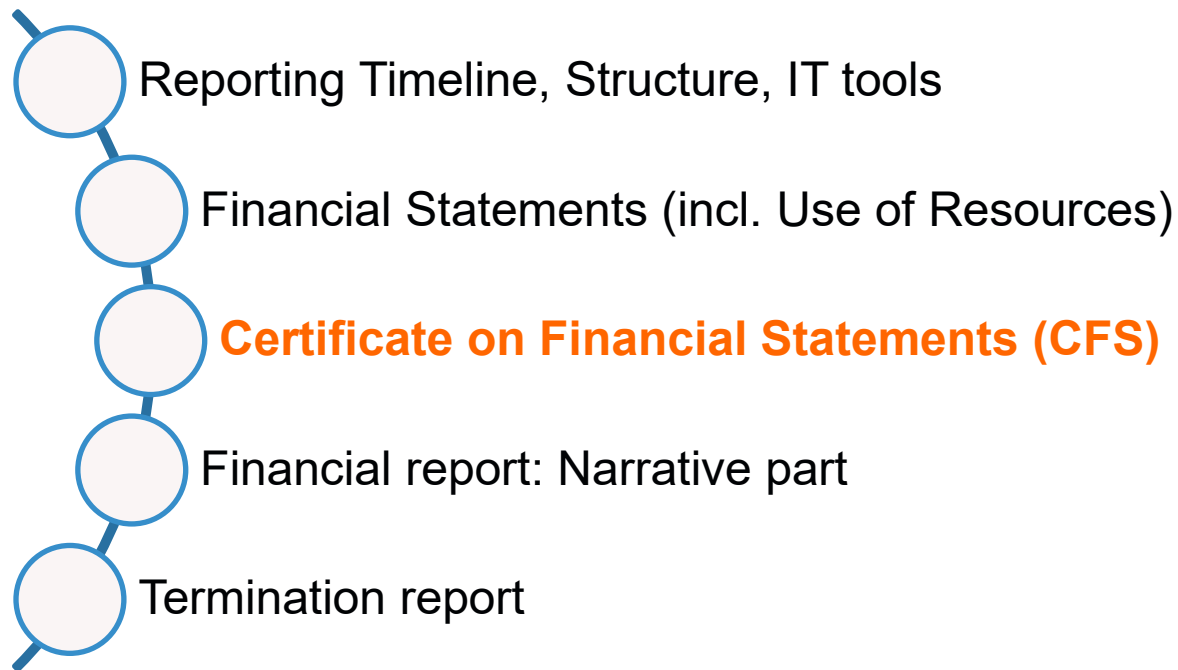 Reporting Timeline, Structure, IT tools
Financial Statements (incl. Use of Resources)
Certificate on Financial Statements (CFS)
Financial report: Narrative part
Termination report